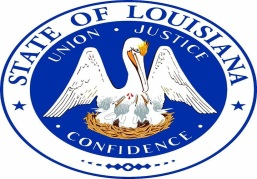 STATE OF LOUISIANA
UNION · JUSTICE
· CONFIDENCE ·